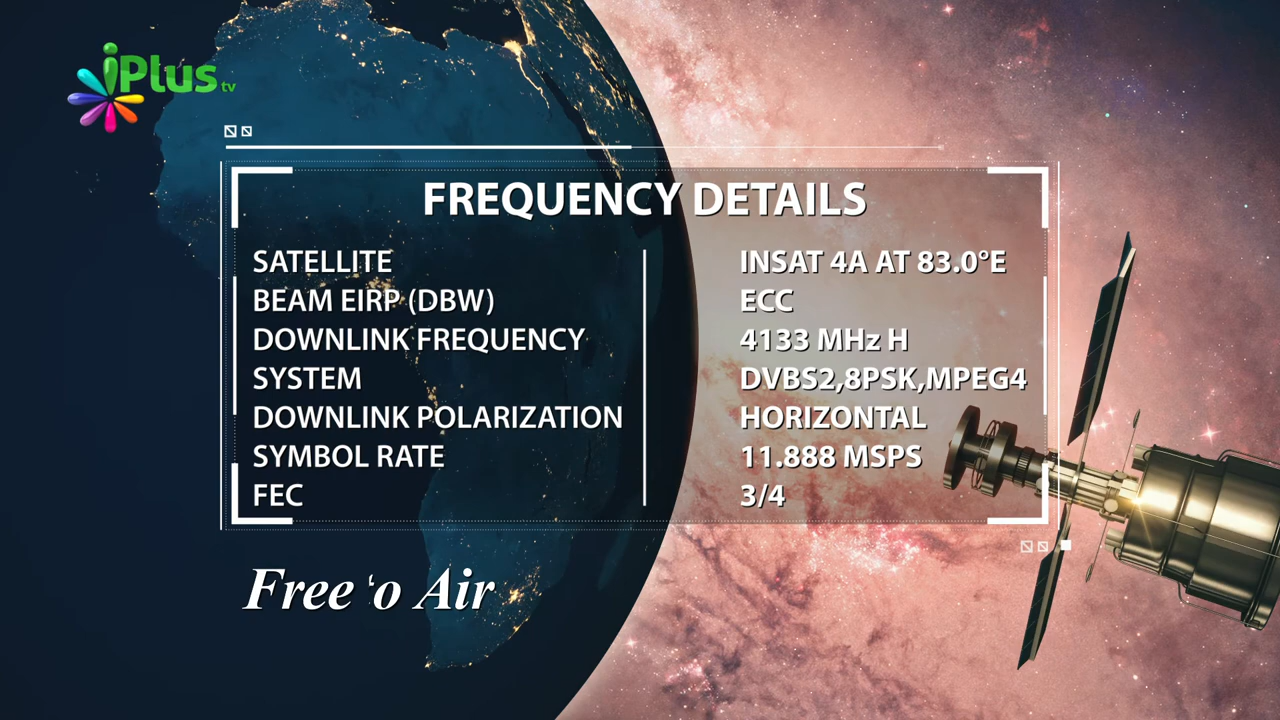 iPlus tv
FREQUENCY DETAILS
SATELLITE INSAT 4A AT 83.0°E
BEAM EIRP (DBW) ECC
DOWNLINK FREQUENCY 4133 MHz H
SYSTEM DVBS2,8PSK,MPEG4
DOWNLINK POLARIZATION HORIZONTAL
SYMBOL RATE 11.888 MSPS
FEC 3/4
Free 'o Air